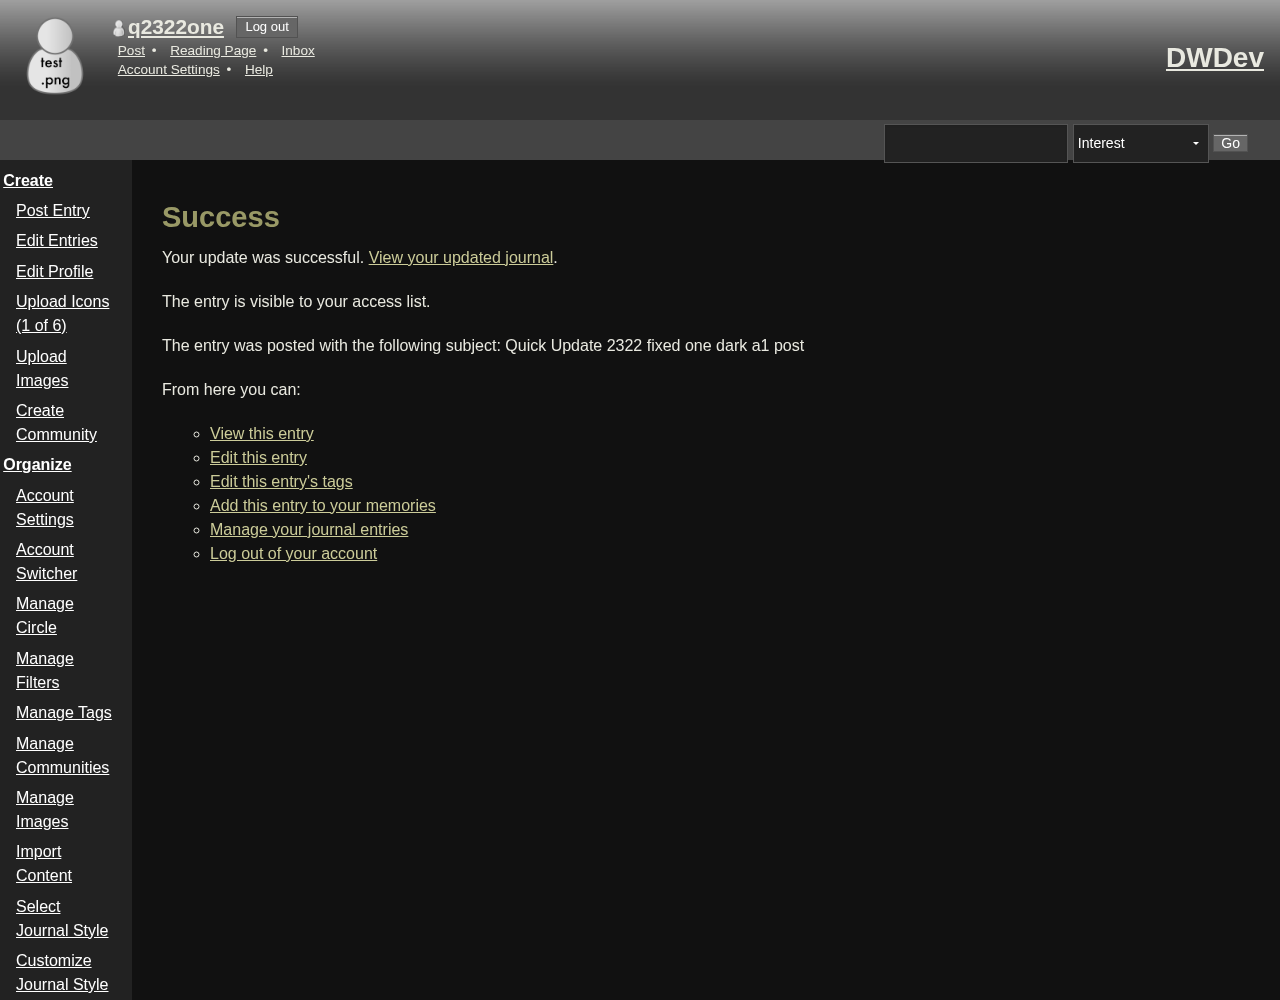 test
.png
q2322one Log out
Post • Reading Page • Inbox
Account Settings • Help
DWDev
Interest Go
Create
Post Entry
Edit Entries
Edit Profile
Upload Icons
(1 of 6)
Upload
Images
Create
Community
Organize
Account
Settings
Account
Switcher
Manage
Circle
Manage
Filters
Manage Tags
Manage
Communities
Manage
Images
Import
Content
Select
Journal Style
Customize
Journal Style
Success
Your update was successful. View your updated journal.
The entry is visible to your access list.
The entry was posted with the following subject: Quick Update 2322 fixed one dark a1 post
From here you can:
View this entry
Edit this entry
Edit this entry's tags
Add this entry to your memories
Manage your journal entries
Log out of your account